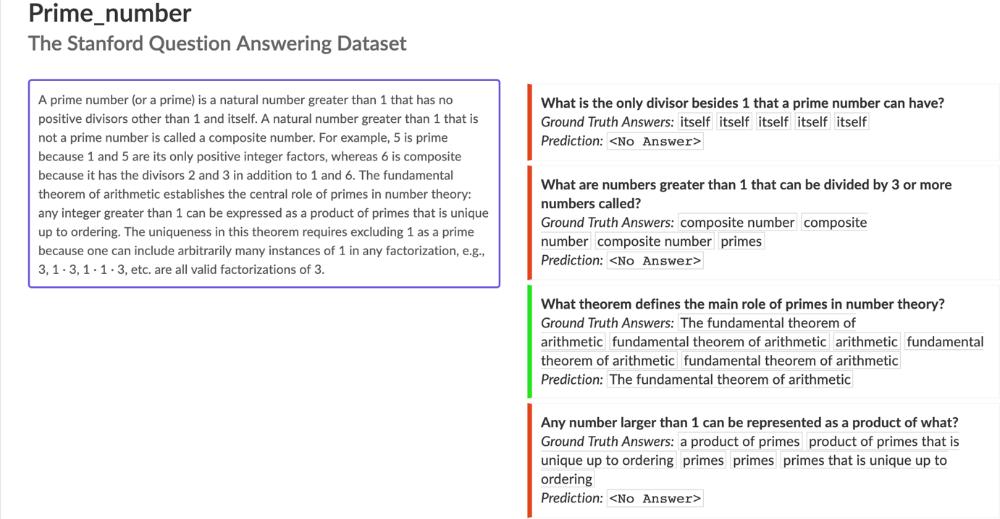 Prime_number
The Stanford Question Answering Dataset
A prime number (or a prime) is a natural number greater than 1 that has no
positive divisors other than 1 and itself. A natural number greater than 1 that is
not a prime number is called a composite number. For example, 5 is prime
because 1 and 5 are its only positive integer factors, whereas 6 is composite
because it has the divisors 2 and 3 in addition to 1 and 6. The fundamental
theorem of arithmetic establishes the central role of primes in number theory:
any integer greater than 1 can be expressed as a product of primes that is unique
up to ordering. The uniqueness in this theorem requires excluding 1 as a prime
because one can include arbitrarily many instances of 1 in any factorization, e.g.,
3, 1 · 3, 1 · 1 · 3, etc. are all valid factorizations of 3.
What is the only divisor besides 1 that a prime number can have?
Ground Truth Answers: itself itself itself itself itself
Prediction: <No Answer>
What are numbers greater than 1 that can be divided by 3 or more
numbers called?
Ground Truth Answers: composite number composite
number composite number primes
Prediction: <No Answer>
What theorem defines the main role of primes in number theory?
Ground Truth Answers: The fundamental theorem of
arithmetic fundamental theorem of arithmetic arithmetic fundamental
theorem of arithmetic fundamental theorem of arithmetic
Prediction: The fundamental theorem of arithmetic
Any number larger than 1 can be represented as a product of what?
Ground Truth Answers: a product of primes product of primes that is
unique up to ordering primes primes primes that is unique up to
ordering
Prediction: <No Answer>